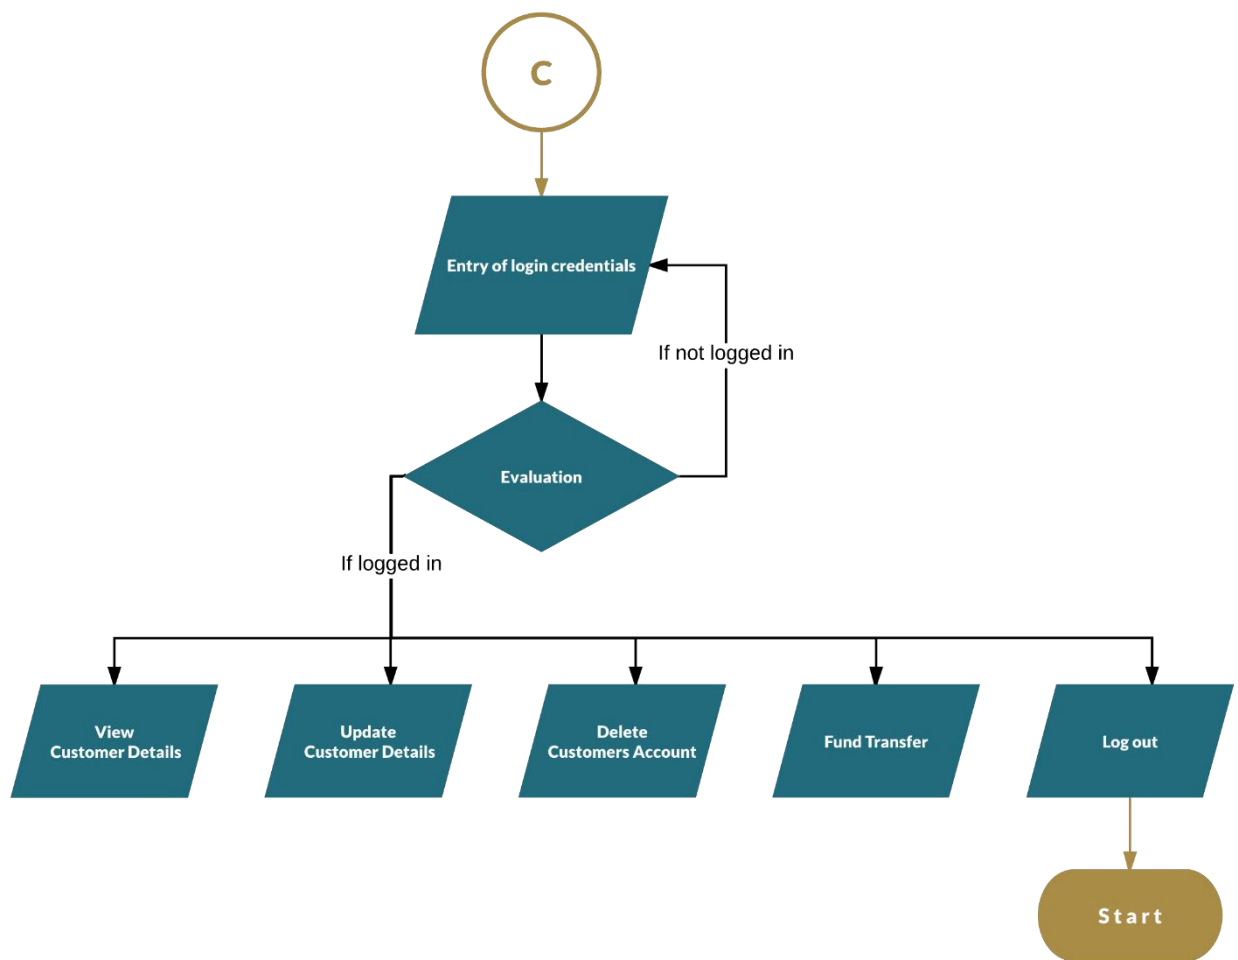 C
Entry of login credentials
If not logged in
Evaluation
If logged in
View
Customer Details
Update
Customer Details
Delete
Customers Account
Fund Transfer
Log out
Start